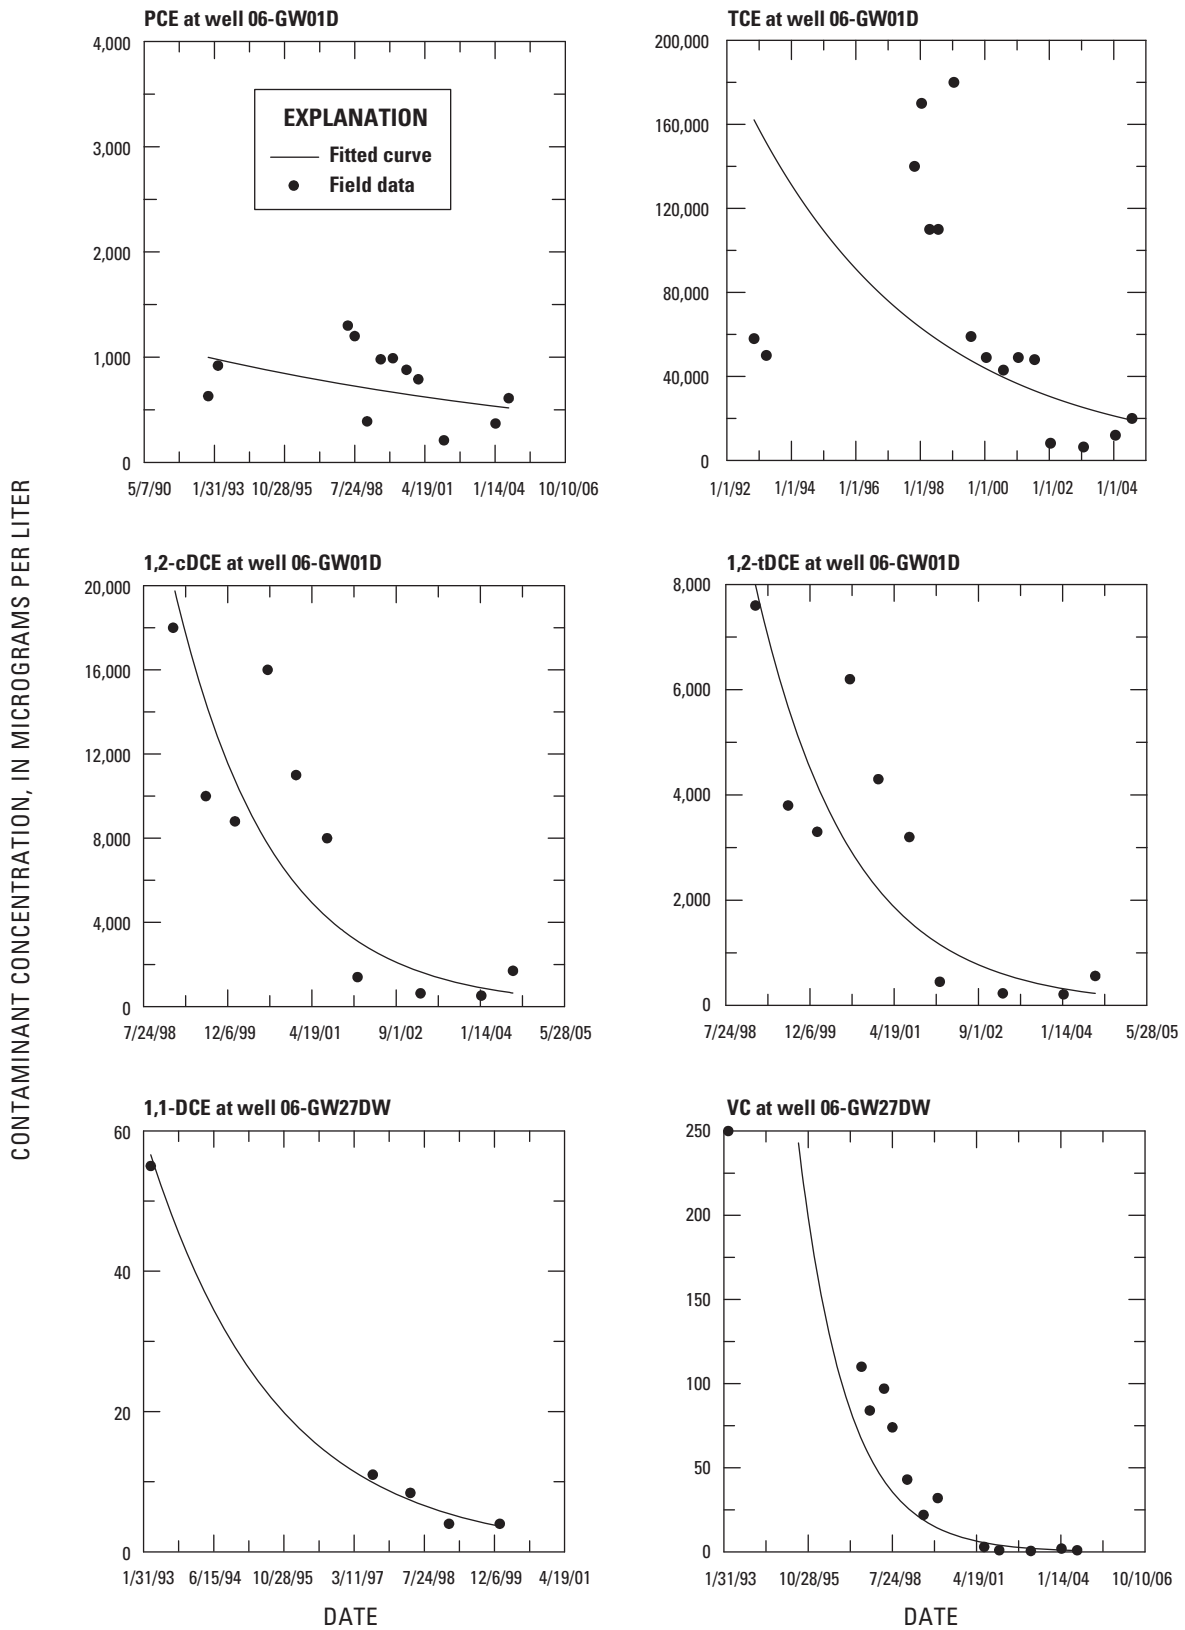 CONTAMINANT CONCENTRATION, IN MICROGRAMS PER LITER
PCE at well 06-GW01D
4,000
3,000
2,000
1,000
0
EXPLANATION
Fitted curve
Field data
5/7/90 1/31/93 10/28/95 7/24/98 4/19/01 1/14/04 10/10/06
TCE at well 06-GW01D
200,000
160,000
120,000
80,000
40,000
0
1/1/92 1/1/94 1/1/96 1/1/98 1/1/00 1/1/02 1/1/04
1,2-cDCE at well 06-GW01D
20,000
16,000
12,000
8,000
4,000
0
7/24/98 12/6/99 4/19/01 9/1/02 1/14/04 5/28/05
1,2-tDCE at well 06-GW01D
8,000
6,000
4,000
2,000
0
7/24/98 12/6/99 4/19/01 9/1/02 1/14/04 5/28/05
1,1-DCE at well 06-GW27DW
60
40
20
0
1/31/93 6/15/94 10/28/95 3/11/97 7/24/98 12/6/99 4/19/01
DATE
VC at well 06-GW27DW
250
200
150
100
50
0
1/31/93 10/28/95 7/24/98 4/19/01 1/14/04 10/10/06
DATE